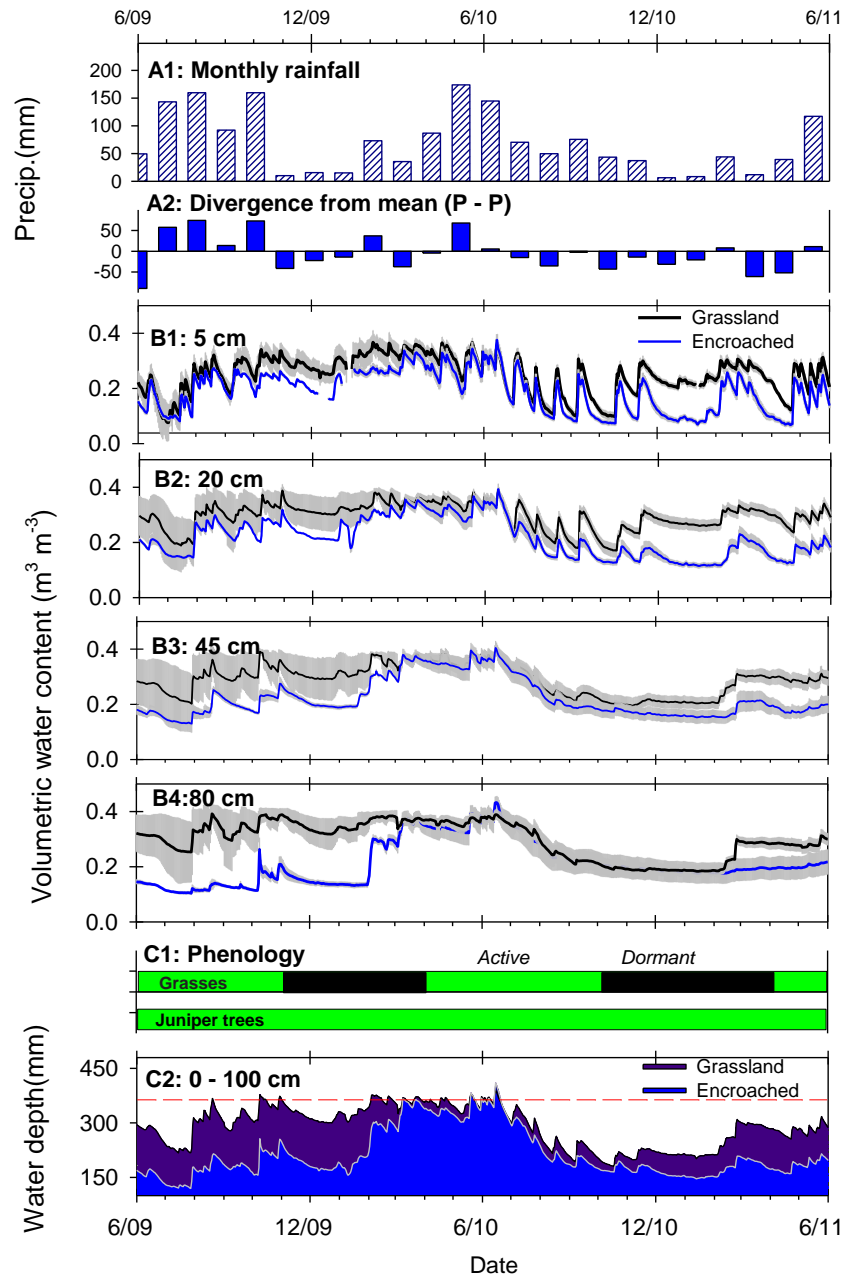 6/09 12/09 6/10 12/10 6/11
A1: Monthly rainfall
200
150
100
50
0
Precip.(mm)
A2: Divergence from mean (P - P)
50
0
-50
B1: 5 cm
Grassland
Encroached
0.4
0.2
0.0
B2: 20 cm
0.4
0.2
0.0
Volumetric water content (m³ m⁻³)
B3: 45 cm
0.4
0.2
0.0
B4:80 cm
0.4
0.2
0.0
C1: Phenology
Active Dormant
Grasses
Juniper trees
C2: 0 - 100 cm
Grassland
Encroached
450
300
150
Water depth(mm)
6/09 12/09 6/10 12/10 6/11
Date